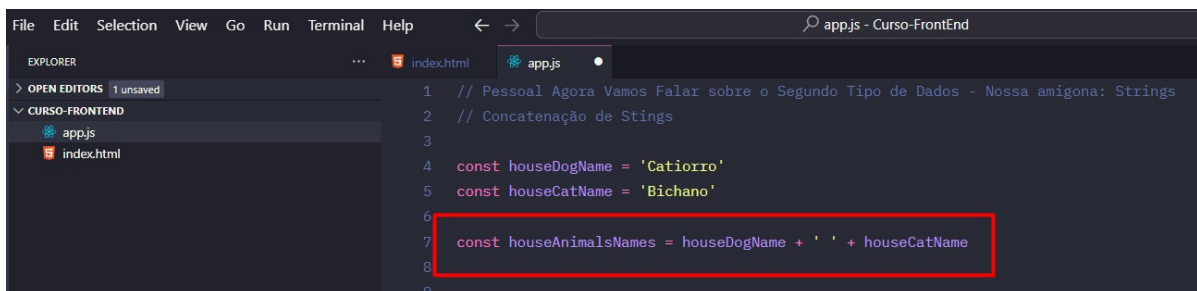 File Edit Selection View Go Run Terminal Help ← → app.js - Curso-FrontEnd
EXPLORER ... index.html app.js
OPEN EDITORS 1 unsaved
CURSO-FRONTEND
app.js
index.html
1 // Pessoal Agora Vamos Falar sobre o Segundo Tipo de Dados - Nossa amigona: Strings
2 // Concatenação de Stings
3
4 const houseDogName = 'Catiorro'
5 const houseCatName = 'Bichano'
6
7 const houseAnimalsNames = houseDogName + ' ' + houseCatName
8
9